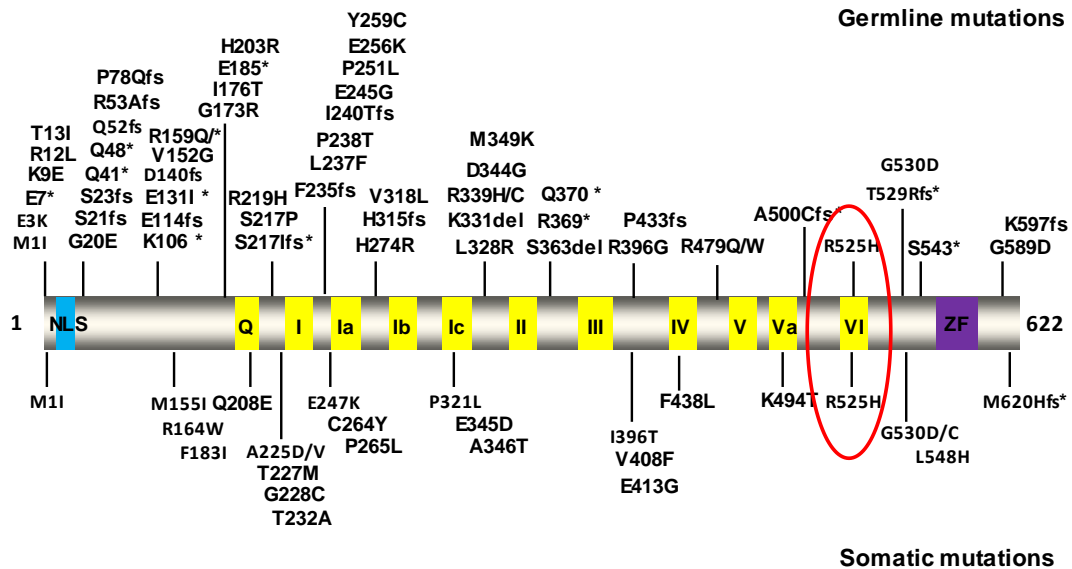 Germline mutations
T13I
R12L
K9E
E7*
E3K
M1I
P78Qfs
R53Afs
Q52fs
Q48*
Q41*
S23fs
S21fs
G20E
R159Q/*
V152G
D140fs
E131I *
E114fs
K106 *
H203R
E185*
I176T
G173R
R219H
S217P
S217Ifs*
Y259C
E256K
P251L
E245G
I240Tfs
P238T
L237F
F235fs
V318L
H315fs
H274R
M349K
D344G
R339H/C
K331del
L328R
Q370 *
R369*
S363del
P433fs
R396G
R479Q/W
A500Cfs*
R525H
G530D
T529Rfs*
S543*
K597fs
G589D
1 NLS Q I Ia Ib Ic II III IV V Va VI ZF 622
M1I
M155I
R164W
F183I
Q208E
A225D/V
T227M
G228C
T232A
E247K
C264Y
P265L
P321L
E345D
A346T
I396T
V408F
E413G
F438L
K494T
R525H
G530D/C
L548H
M620Hfs*
Somatic mutations